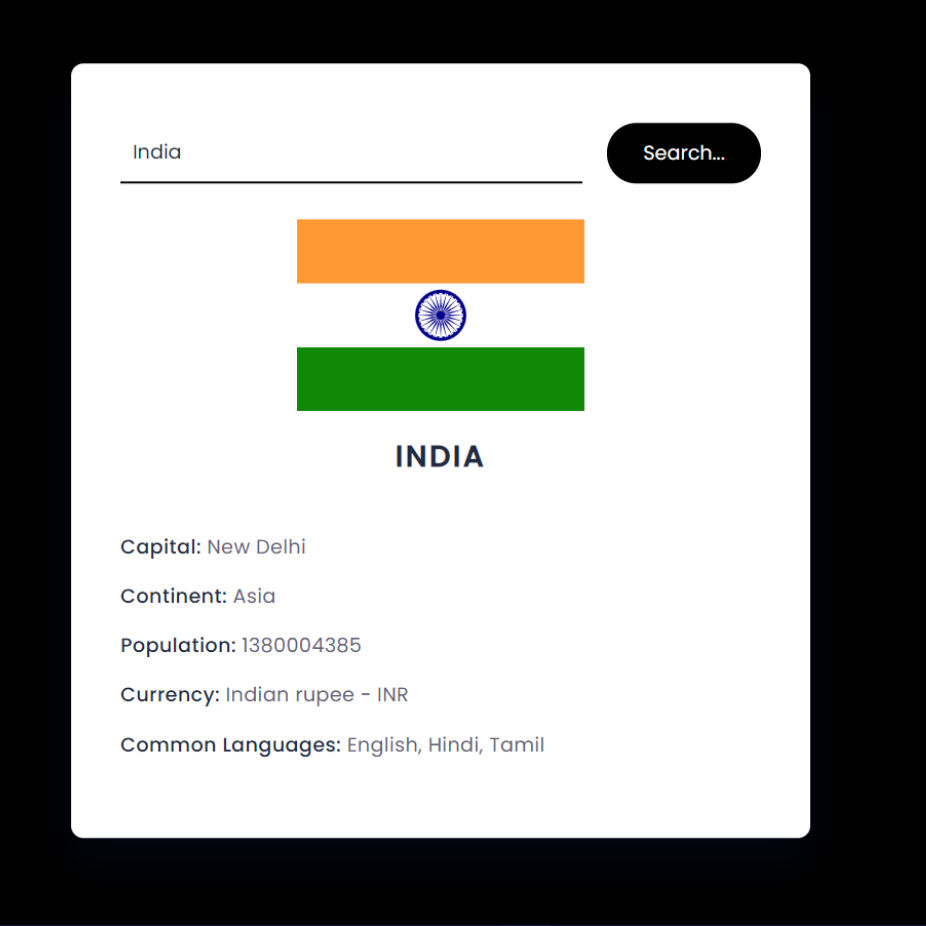 India
Search...
INDIA
Capital: New Delhi
Continent: Asia
Population: 1380004385
Currency: Indian rupee - INR
Common Languages: English, Hindi, Tamil